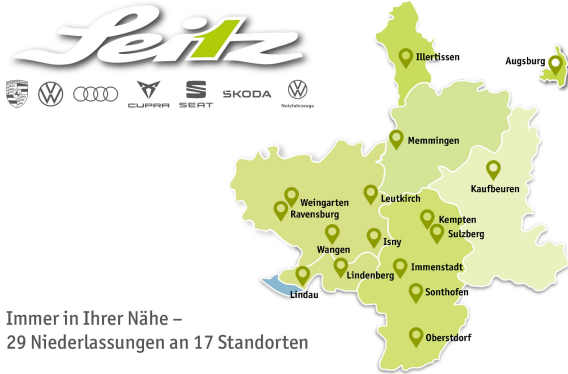 Seitz
CUPRA
SEAT
SKODA
Nutzfahrzeuge
Illertissen
Augsburg
Memmingen
Kaufbeuren
Leutkirch
Weingarten
Ravensburg
Kempten
Sulzberg
Wangen
Isny
Lindenberg
Immenstadt
Lindau
Sonthofen
Oberstdorf
Immer in Ihrer Nähe –
29 Niederlassungen an 17 Standorten